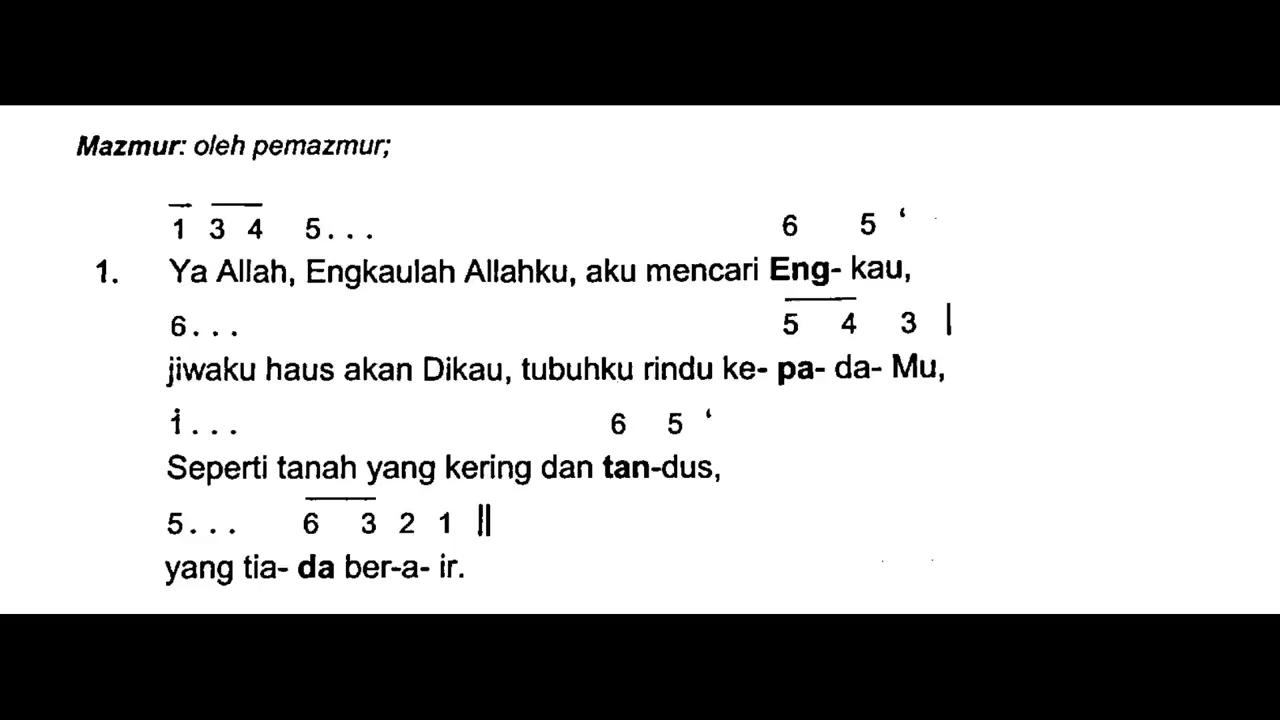 Mazmur: oleh pemazmur;
1 3 4 5... 6 5 ‘
1. Ya Allah, Engkaulah Allahku, aku mencari Eng- kau,
6... 5 4 3 |
jiwaku haus akan Dikau, tubuhku rindu ke- pa- da- Mu,
1̇... 6 5 ‘
Seperti tanah yang kering dan tan-dus,
5... 6 3 2 1 ||
yang tia- da ber-a- ir.